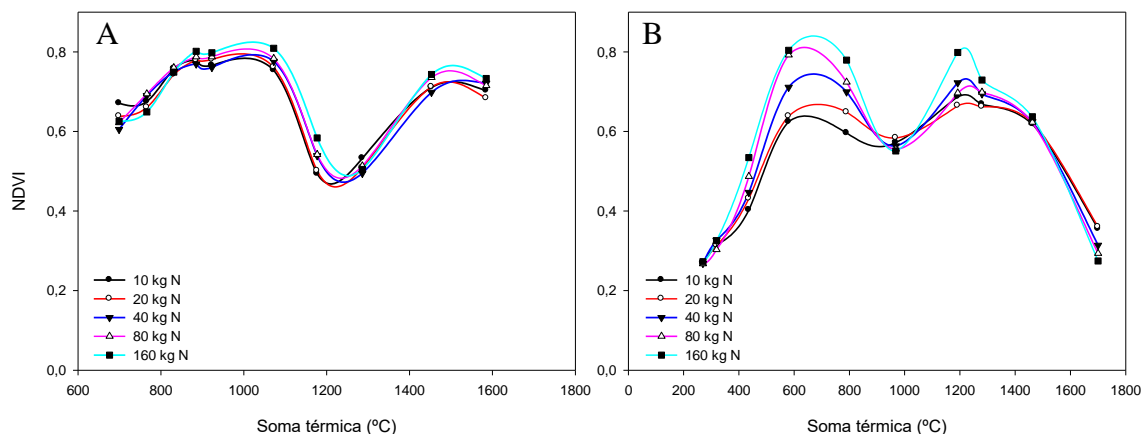 A
B
NDVI
0,8
0,6
0,4
0,2
0,0
10 kg N
20 kg N
40 kg N
80 kg N
160 kg N
600 800 1000 1200 1400 1600 1800
Soma térmica (ºC)
0,8
0,6
0,4
0,2
0,0
10 kg N
20 kg N
40 kg N
80 kg N
160 kg N
0 200 400 600 800 1000 1200 1400 1600 1800
Soma térmica (ºC)